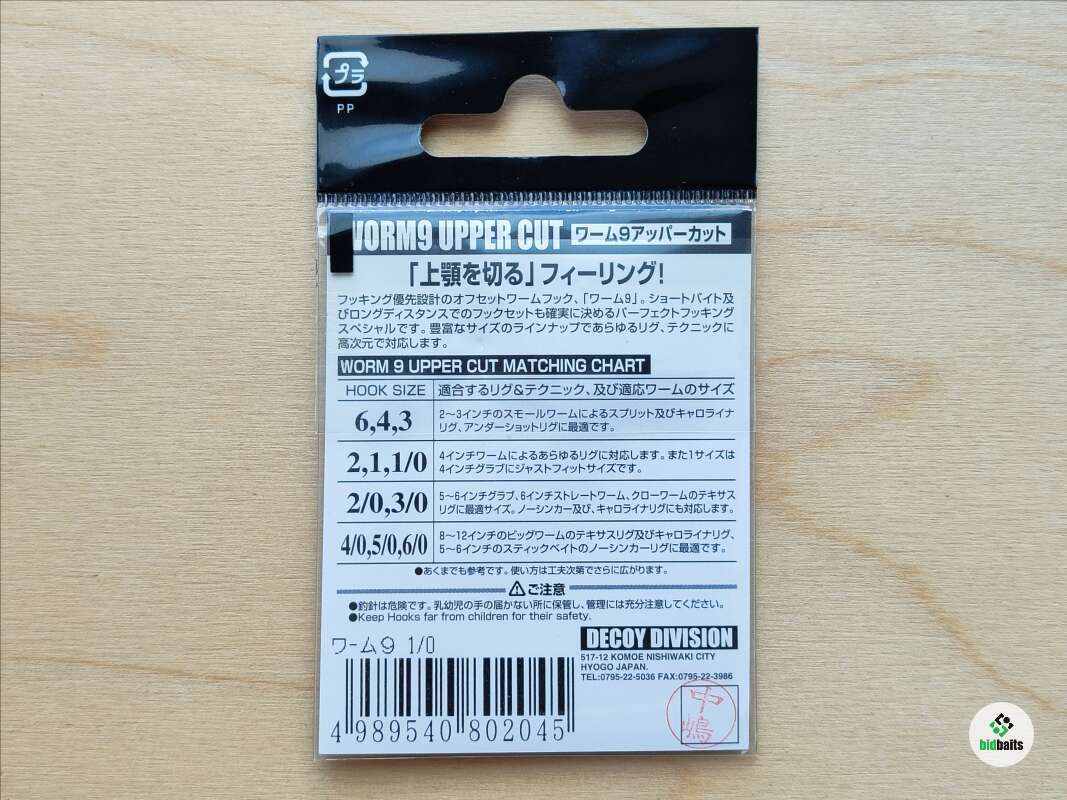 プラ
PP
WORM9 UPPER CUT ワーム9アッパーカット
「上顎を切る」フィーリング!
フッキング優先設計のオフセットワームフック、「ワーム9」。ショートバイト及
びロングディスタンスでのフックセットも確実に決めるパーフェクトフッキング
スペシャルです。豊富なサイズのラインナップであらゆるリグ、テクニックに
高次元で対応します。
WORM 9 UPPER CUT MATCHING CHART
HOOK SIZE 適合するリグ&テクニック、及び適応ワームのサイズ
6,4,3 2〜3インチのスモールワームによるスプリット及びキャロライナ
リグ、アンダーショットリグに最適です。
2,1,1/0 4インチワームによるあらゆるリグに対応します。また1サイズは
4インチグラブにジャストフィットサイズです。
2/0,3/0 5〜6インチグラブ、6インチストレートワーム、クローワームのテキサス
リグに最適サイズ。ノーシンカー及び、キャロライナリグにも対応します。
4/0,5/0,6/0 8〜12インチのビッグワームのテキサスリグ及びキャロライナリグ、
5〜6インチのスティックベイトのノーシンカーリグに最適です。
●あくまでも参考です。使い方は工夫次第でさらに広がります。
ご注意
●釣針は危険です。乳幼児の手の届かない所に保管し、管理には充分注意してください。
●Keep Hooks far from children for their safety.
ワーム9 1/0
DECOY DIVISION
517-12 KOMOE NISHIWAKI CITY
HYOGO JAPAN.
TEL:0795-22-5036 FAX:0795-22-3986
4 989540 802045
中嶋
bidbaits